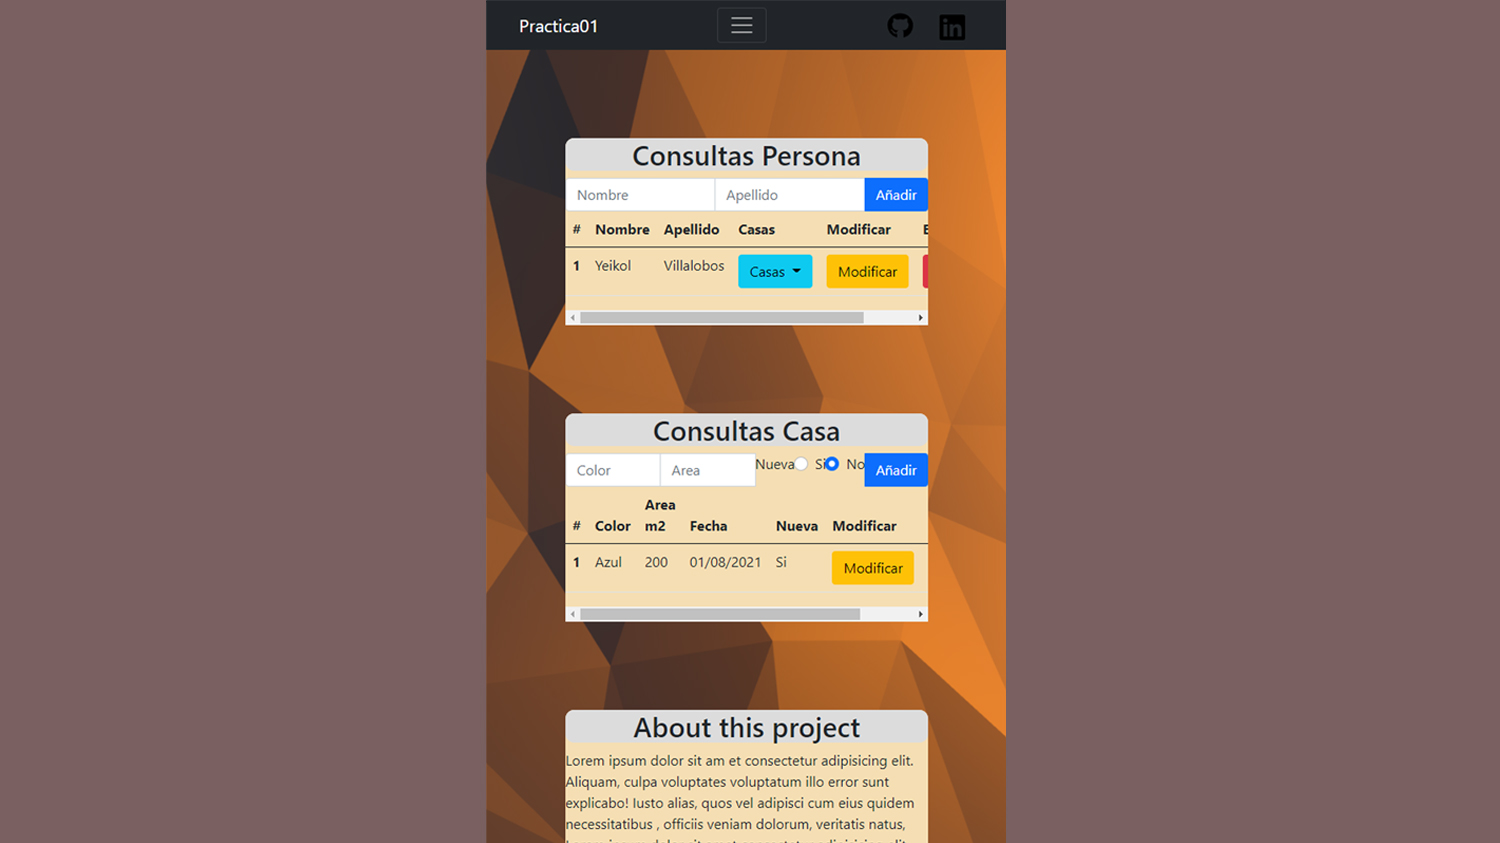 Practica01
Consultas Persona
Nombre Apellido Añadir
# Nombre Apellido Casas Modificar
1 Yeikol Villalobos Casas Modificar
Consultas Casa
Color Area Nueva Si No Añadir
# Color Area m2 Fecha Nueva Modificar
1 Azul 200 01/08/2021 Si Modificar
About this project
Lorem ipsum dolor sit am et consectetur adipisicing elit.
Aliquam, culpa voluptates voluptatum illo error sunt
explicabo! Iusto alias, quos vel adipisci cum eius quidem
necessitatibus , officiis veniam dolorum, veritatis natus,